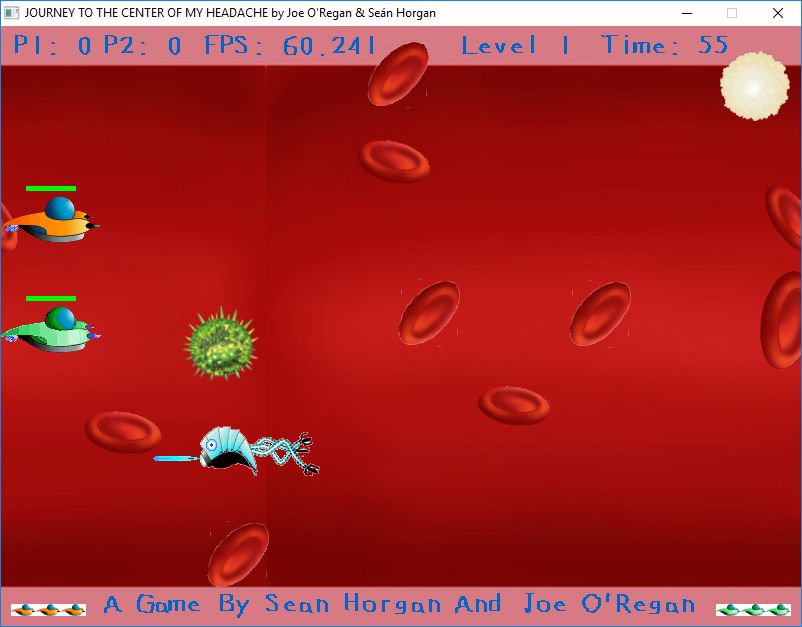 JOURNEY TO THE CENTER OF MY HEADACHE by Joe O'Regan & Seán Horgan
P1: 0 P2: 0 FPS: 60.241 Level 1 Time: 55
A Game By Sean Horgan And Joe O'Regan